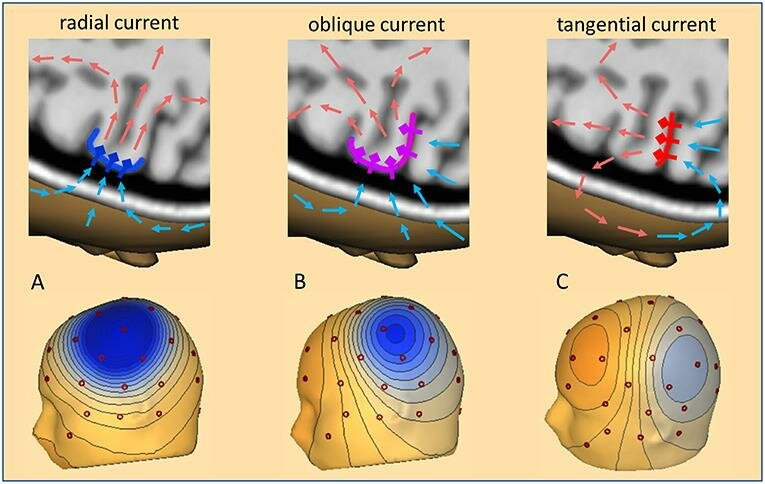 radial current
oblique current
tangential current
A
B
C